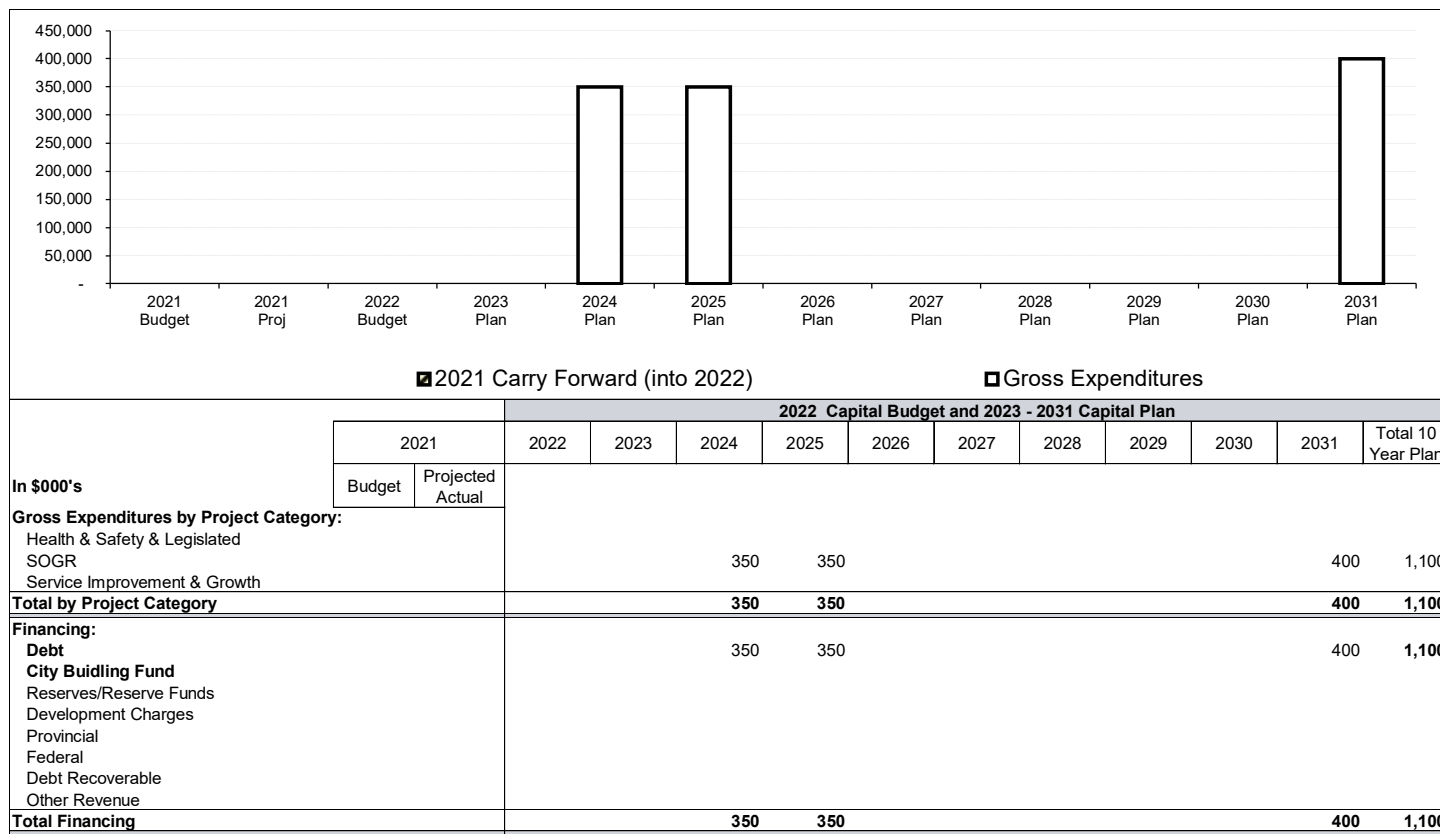 450,000
400,000
350,000
300,000
250,000
200,000
150,000
100,000
50,000
-
2021 2021 2022 2023 2024 2025 2026 2027 2028 2029 2030 2031
Budget Proj Budget Plan Plan Plan Plan Plan Plan Plan Plan Plan
2021 Carry Forward (into 2022) Gross Expenditures
2022 Capital Budget and 2023 - 2031 Capital Plan
2021 2022 2023 2024 2025 2026 2027 2028 2029 2030 2031 Total 10
Year Plan
In $000's Budget Projected
Actual
Gross Expenditures by Project Category:
Health & Safety & Legislated
SOGR 350 350 400 1,100
Service Improvement & Growth
Total by Project Category 350 350 400 1,100
Financing:
Debt 350 350 400 1,100
City Buidling Fund
Reserves/Reserve Funds
Development Charges
Provincial
Federal
Debt Recoverable
Other Revenue
Total Financing 350 350 400 1,100